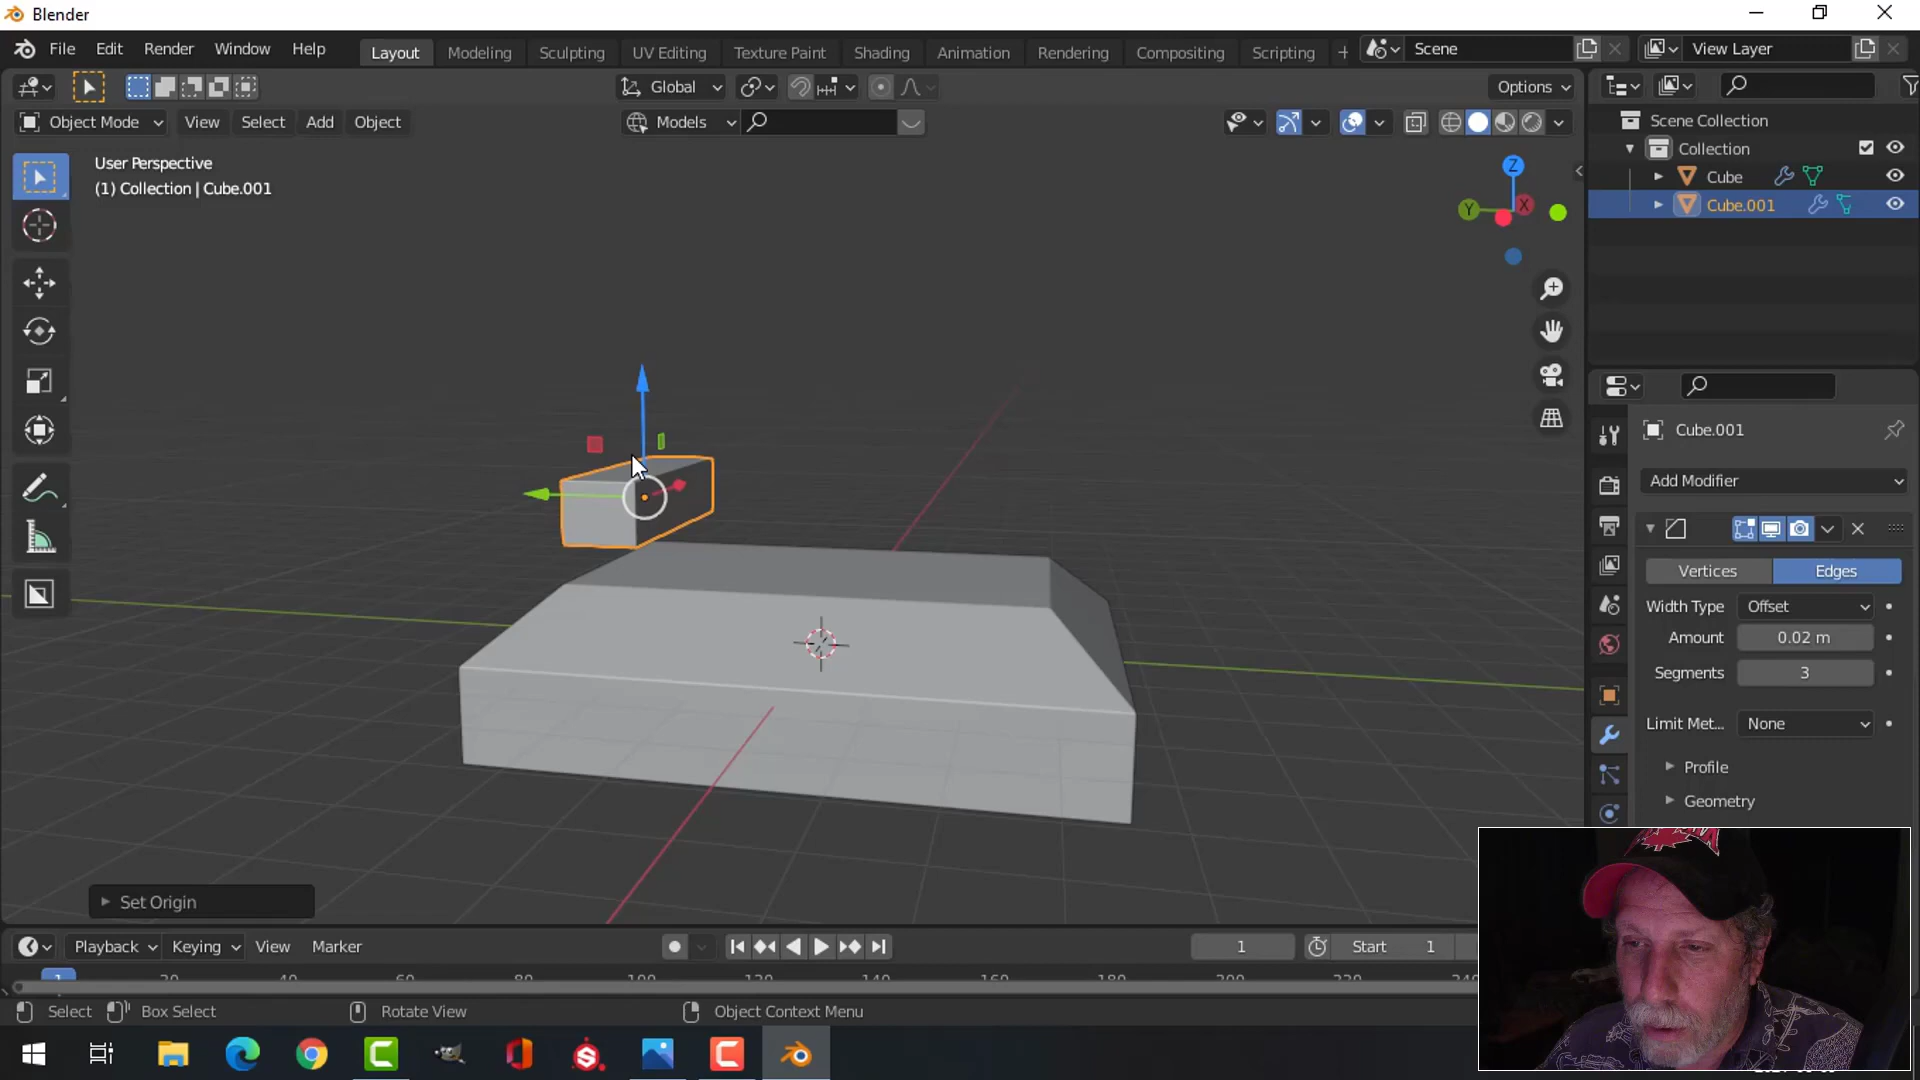 Blender
File Edit Render Window Help Layout Modeling Sculpting UV Editing Texture Paint Shading Animation Rendering Compositing Scripting + Scene View Layer
Global Options
Object Mode View Select Add Object Models
User Perspective
(1) Collection | Cube.001
Z
Y X
Scene Collection
Collection
Cube
Cube.001
Cube.001
Add Modifier
Vertices Edges
Width Type Offset
Amount 0.02 m
Segments 3
Limit Met... None
Profile
Geometry
Set Origin
Playback Keying View Marker 1 Start 1
1
Select Box Select Rotate View Object Context Menu